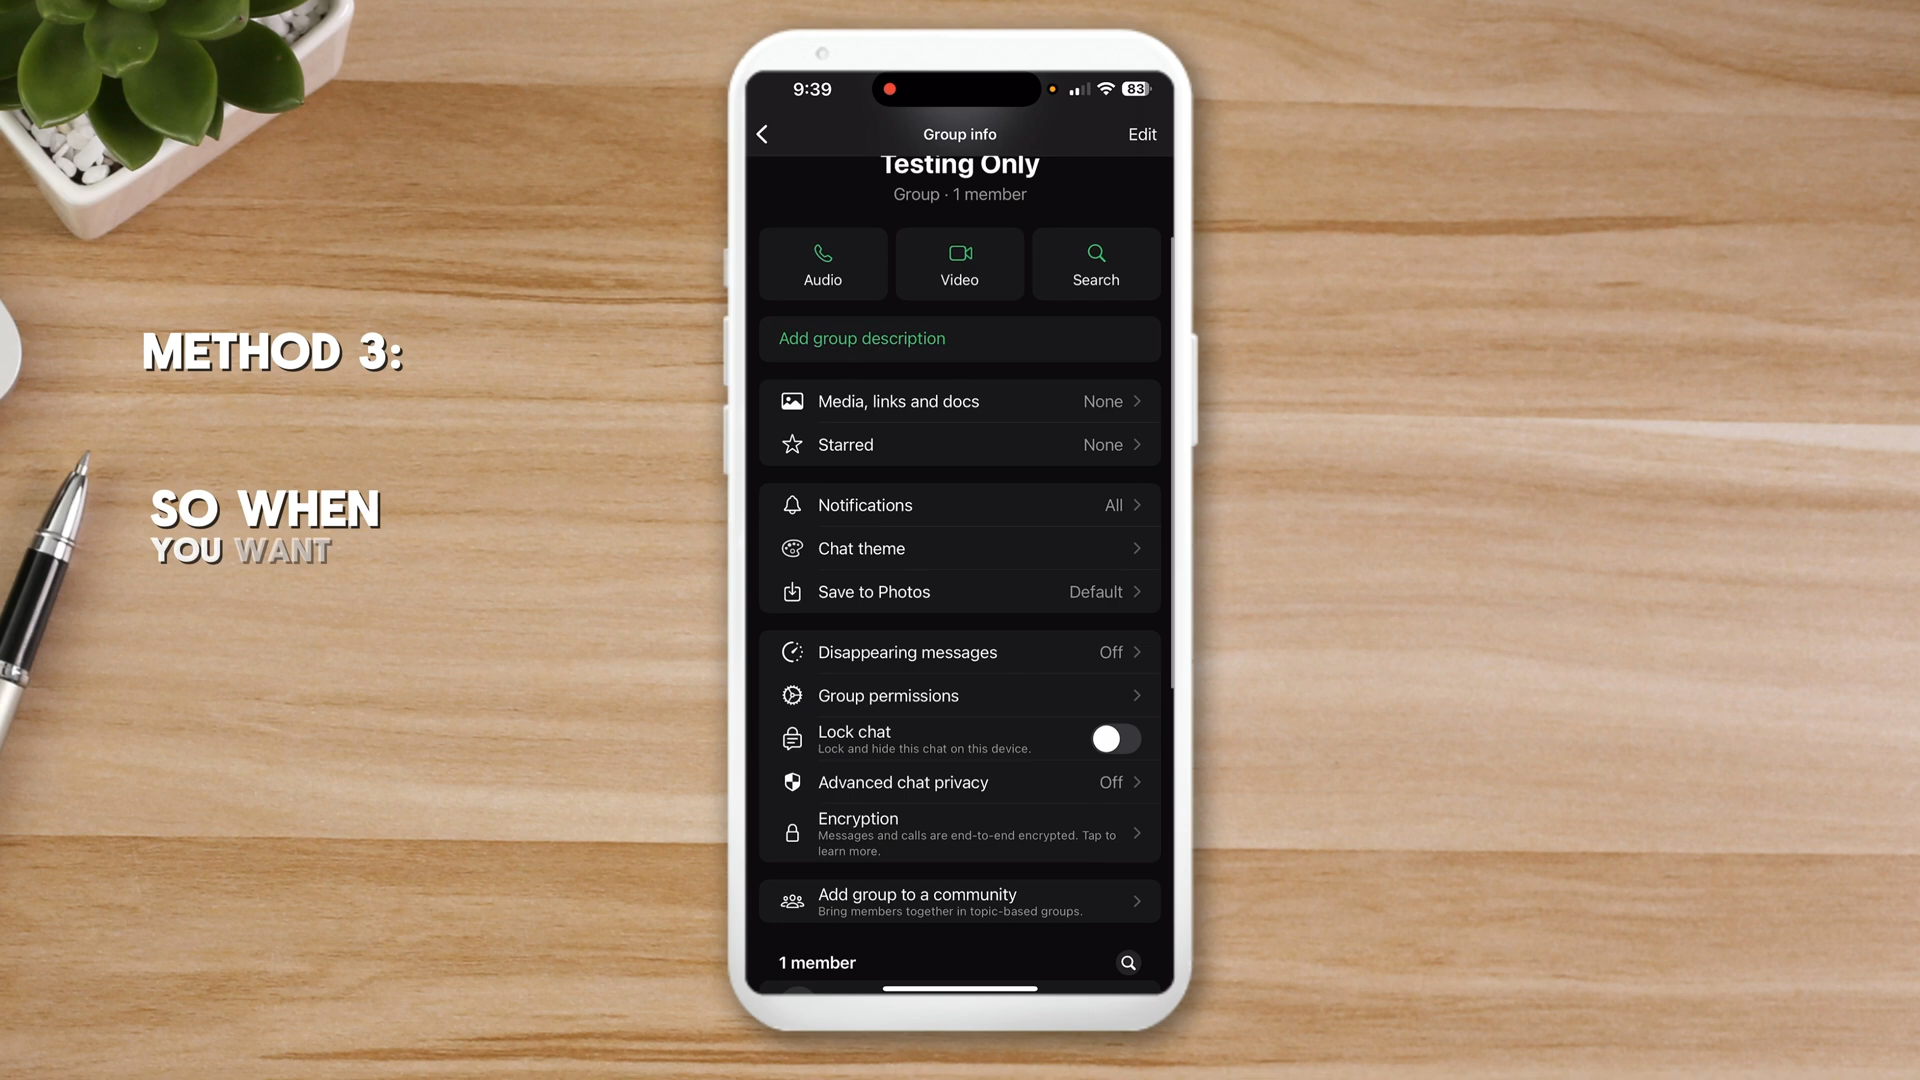 METHOD 3:
SO WHEN
YOU WANT
9:39
83
Group info
Edit
Testing Only
Group · 1 member
Audio
Video
Search
Add group description
Media, links and docs
None
Starred
None
Notifications
All
Chat theme
Save to Photos
Default
Disappearing messages
Off
Group permissions
Lock chat
Lock and hide this chat on this device.
Advanced chat privacy
Off
Encryption
Messages and calls are end-to-end encrypted. Tap to
learn more.
Add group to a community
Bring members together in topic-based groups.
1 member